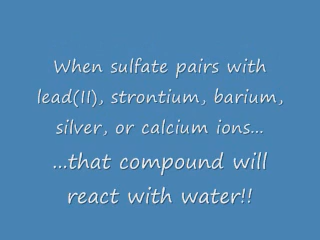 When sulfate pairs with
lead(II), strontium, barium,
silver, or calcium ions...
...that compound will
react with water!!